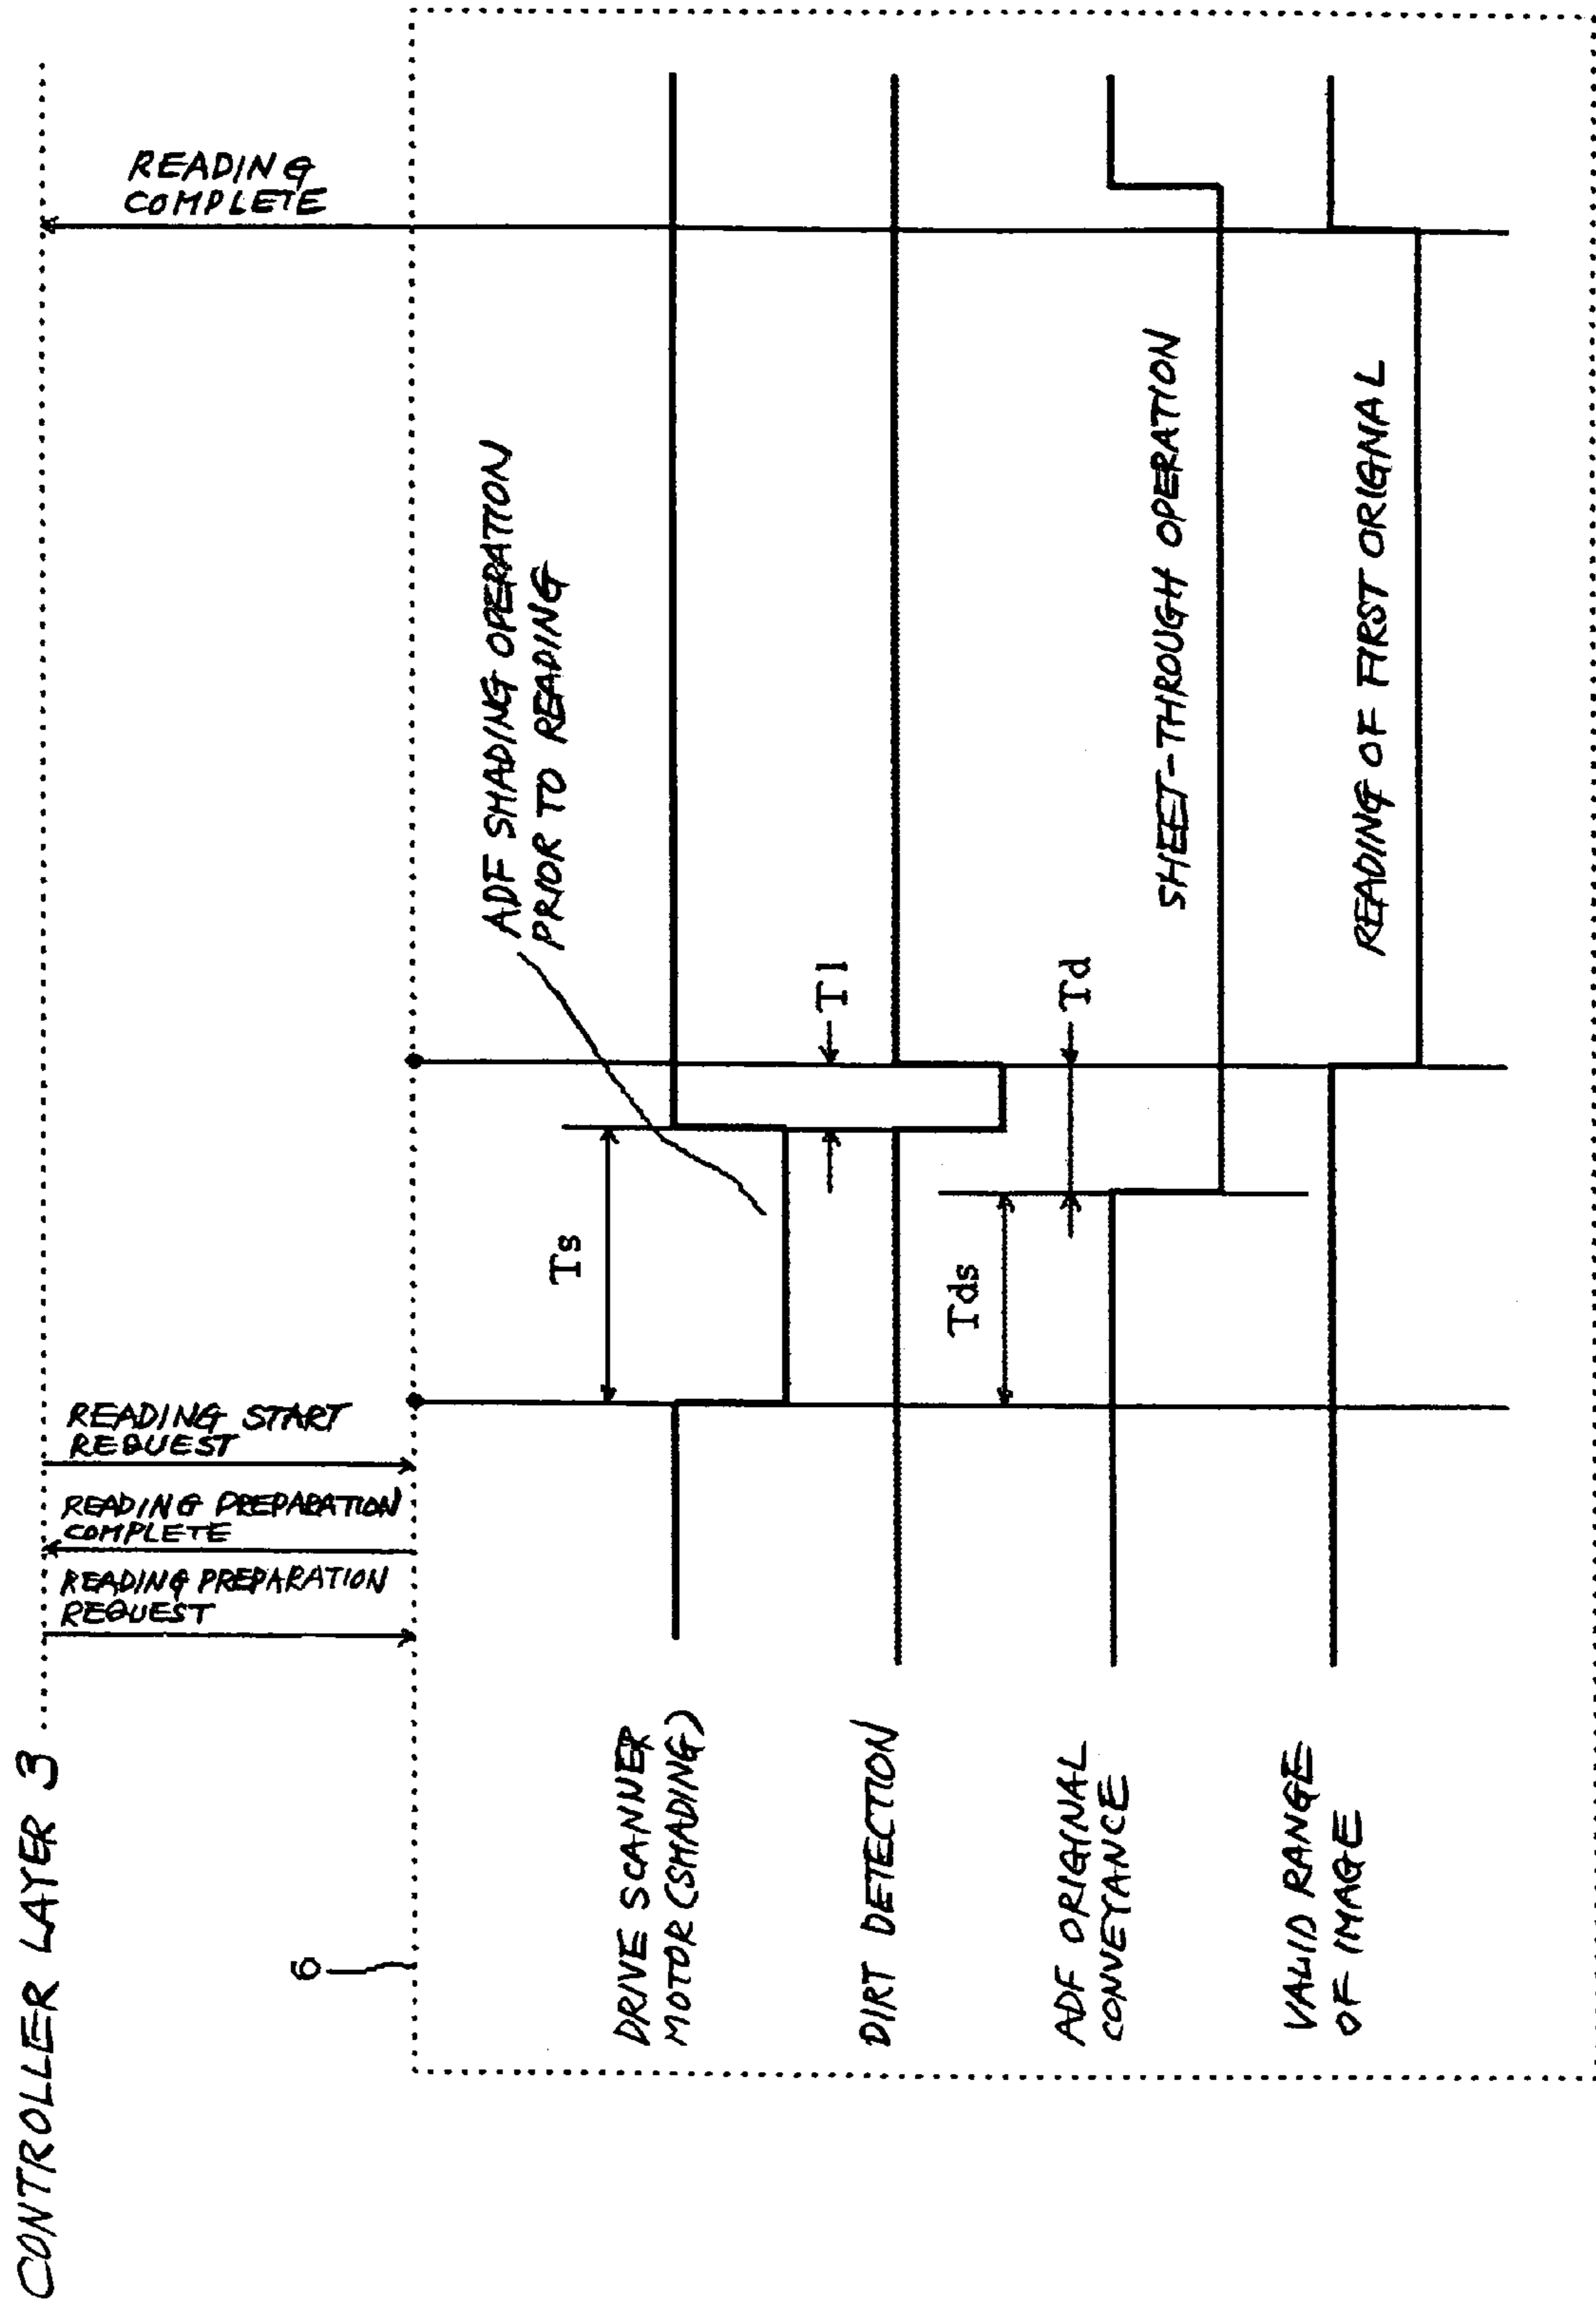 CONTROLLER LAYER 3
READING PREPARATION
REQUEST
READING PREPARATION
COMPLETE
READING START
REQUEST
READING
COMPLETE
6
DRIVE SCANNER
MOTOR (SHADING)
Ts
ADF SHADING OPERATION
PRIOR TO READING
DIRT DETECTION
Tl
ADF ORIGINAL
CONVEYANCE
Tds
Td
SHEET-THROUGH OPERATION
VALID RANGE
OF IMAGE
READING OF FIRST ORIGNAL